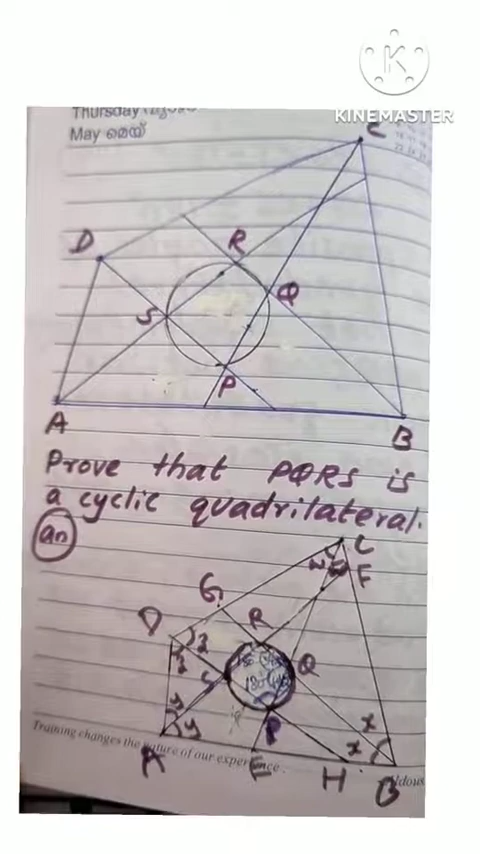 KINEMASTER
Thursday
May മെയ്
C
D
R
Q
S
P
A
B
Prove that PQRS is
a cyclic quadrilateral.
an
C
w w
F
G
D
R
z
z
Q
S
y
y
P
x
x
Training changes the nature of our experience.
A
E
H
B